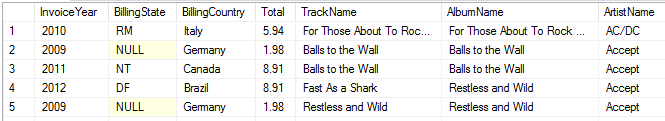 InvoiceYear BillingState BillingCountry Total TrackName AlbumName ArtistName
1 2010 RM Italy 5.94 For Those About To Roc... For Those About To Rock ... AC/DC
2 2009 NULL Germany 1.98 Balls to the Wall Balls to the Wall Accept
3 2011 NT Canada 8.91 Balls to the Wall Balls to the Wall Accept
4 2012 DF Brazil 8.91 Fast As a Shark Restless and Wild Accept
5 2009 NULL Germany 1.98 Restless and Wild Restless and Wild Accept